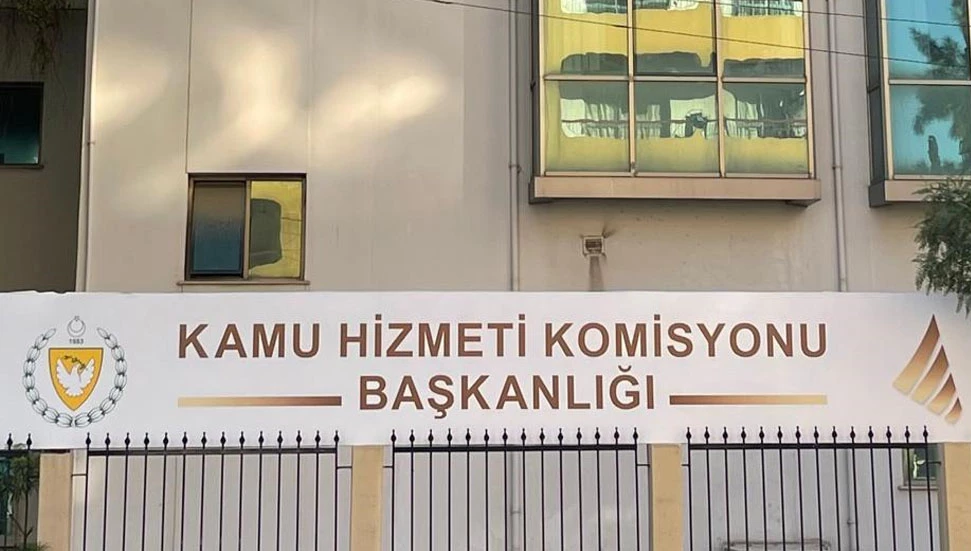 1983
KAMU HİZMETİ KOMİSYONU
BAŞKANLIĞI